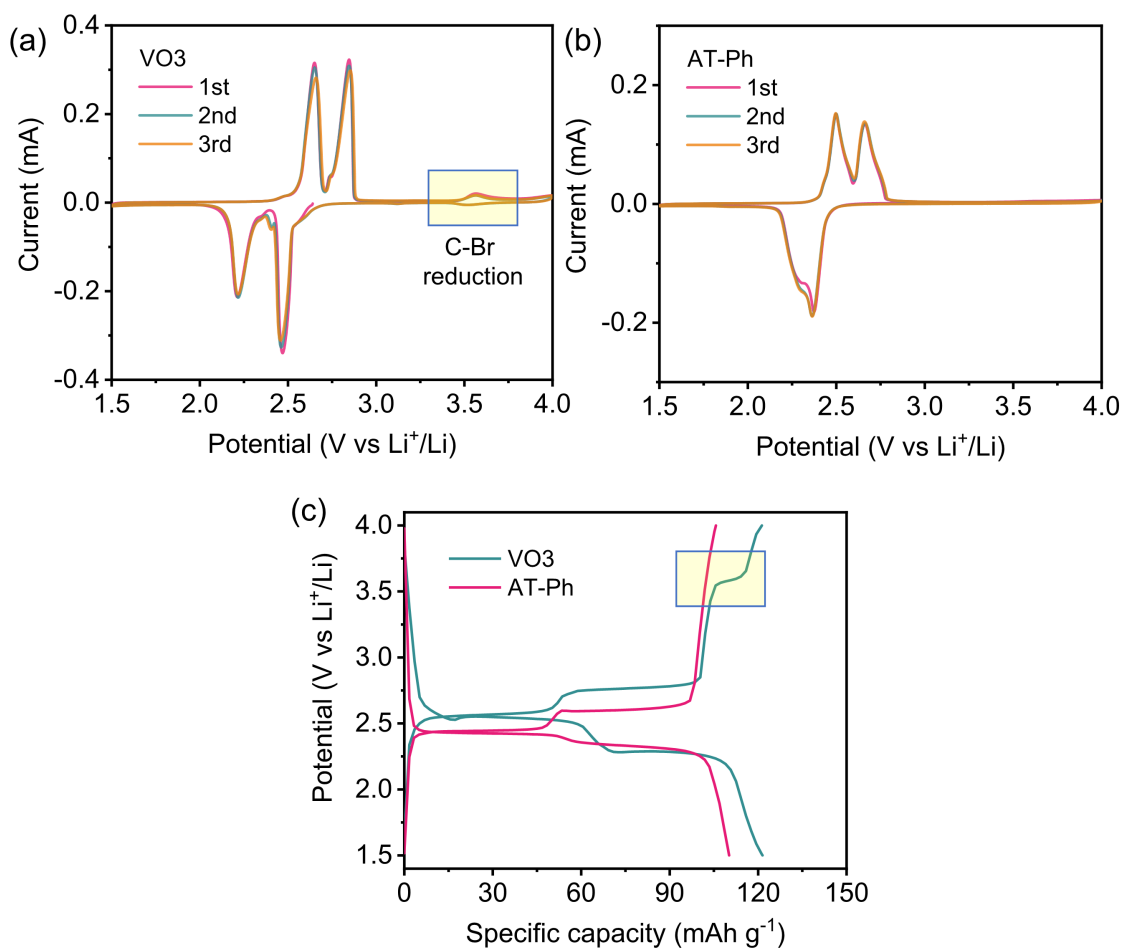 (a)
VO3
1st
2nd
3rd
C-Br
reduction
0.4
0.2
0.0
-0.2
-0.4
Current (mA)
1.5 2.0 2.5 3.0 3.5 4.0
Potential (V vs Li⁺/Li)
(b)
AT-Ph
1st
2nd
3rd
0.2
0.0
-0.2
Current (mA)
1.5 2.0 2.5 3.0 3.5 4.0
Potential (V vs Li⁺/Li)
(c)
VO3
AT-Ph
4.0
3.5
3.0
2.5
2.0
1.5
Potential (V vs Li⁺/Li)
0 30 60 90 120 150
Specific capacity (mAh g⁻¹)